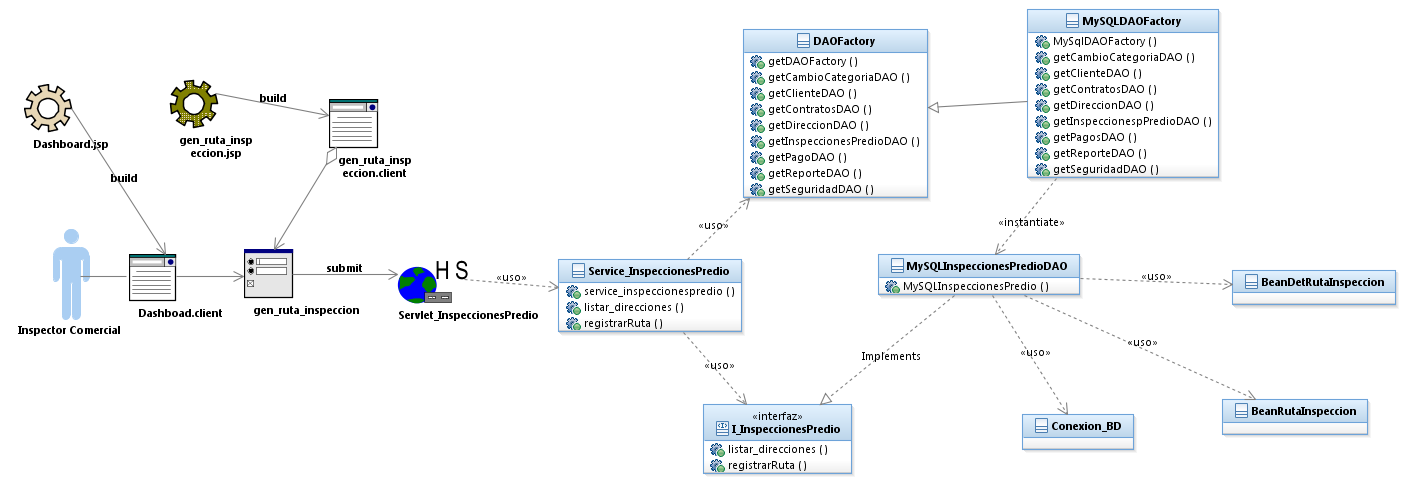 Dashboard.jsp
build
gen_ruta_insp
eccion.jsp
build
gen_ruta_insp
eccion.client
Inspector Comercial
Dashboad.client
gen_ruta_inspeccion
submit
H S
Servlet_InspeccionesPredio
«uso»
Service_InspeccionesPredio
service_inspeccionespredio ( )
listar_direcciones ( )
registrarRuta ( )
«uso»
«uso»
DAOFactory
getDAOFactory ( )
getCambioCategoriaDAO ( )
getClienteDAO ( )
getContratosDAO ( )
getDireccionDAO ( )
getInspeccionesPredioDAO ( )
getPagoDAO ( )
getReporteDAO ( )
getSeguridadDAO ( )
MySQLDAOFactory
MySqlDAOFactory ( )
getCambioCategoriaDAO ( )
getClienteDAO ( )
getContratosDAO ( )
getDireccionDAO ( )
getInspeccionespPredioDAO ( )
getPagosDAO ( )
getReporteDAO ( )
getSeguridadDAO ( )
«instantiate»
MySQLInspeccionesPredioDAO
MySQLInspeccionesPredio ( )
«uso»
BeanDetRutaInspeccion
Implements
«uso»
«uso»
«interfaz»
I_InspeccionesPredio
listar_direcciones ( )
registrarRuta ( )
Conexion_BD
BeanRutaInspeccion